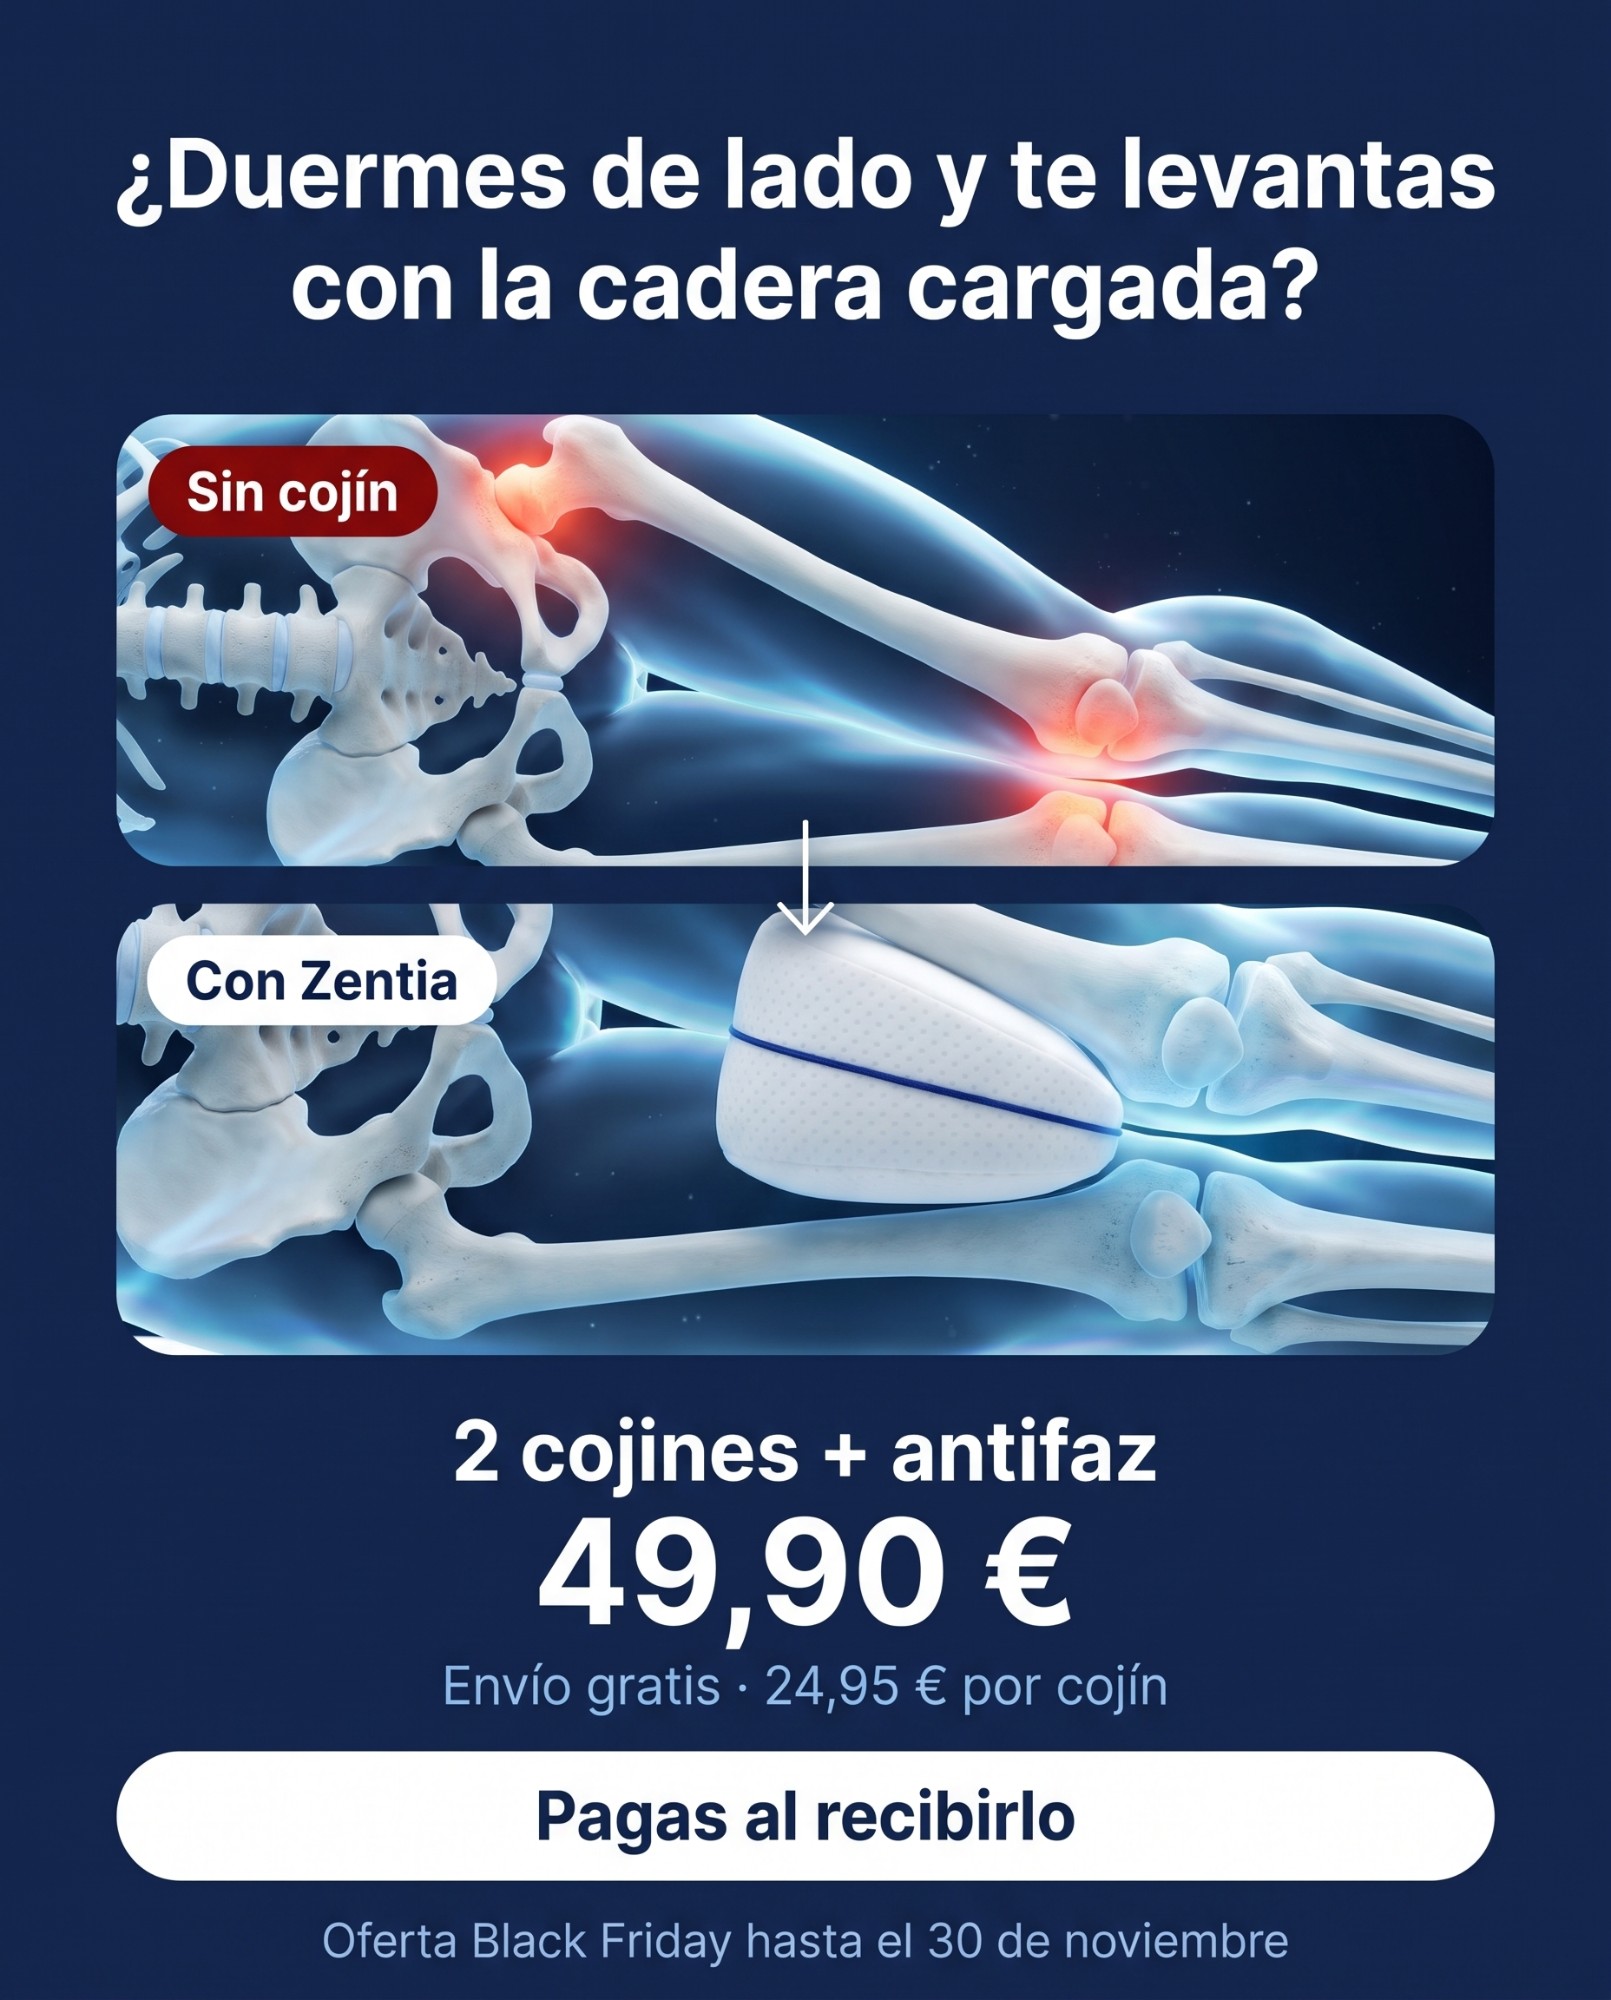 ¿Duermes de lado y te levantas
con la cadera cargada?
Sin cojín
Con Zentia
2 cojines + antifaz
49,90 €
Envío gratis · 24,95 € por cojín
Pagas al recibirlo
Oferta Black Friday hasta el 30 de noviembre